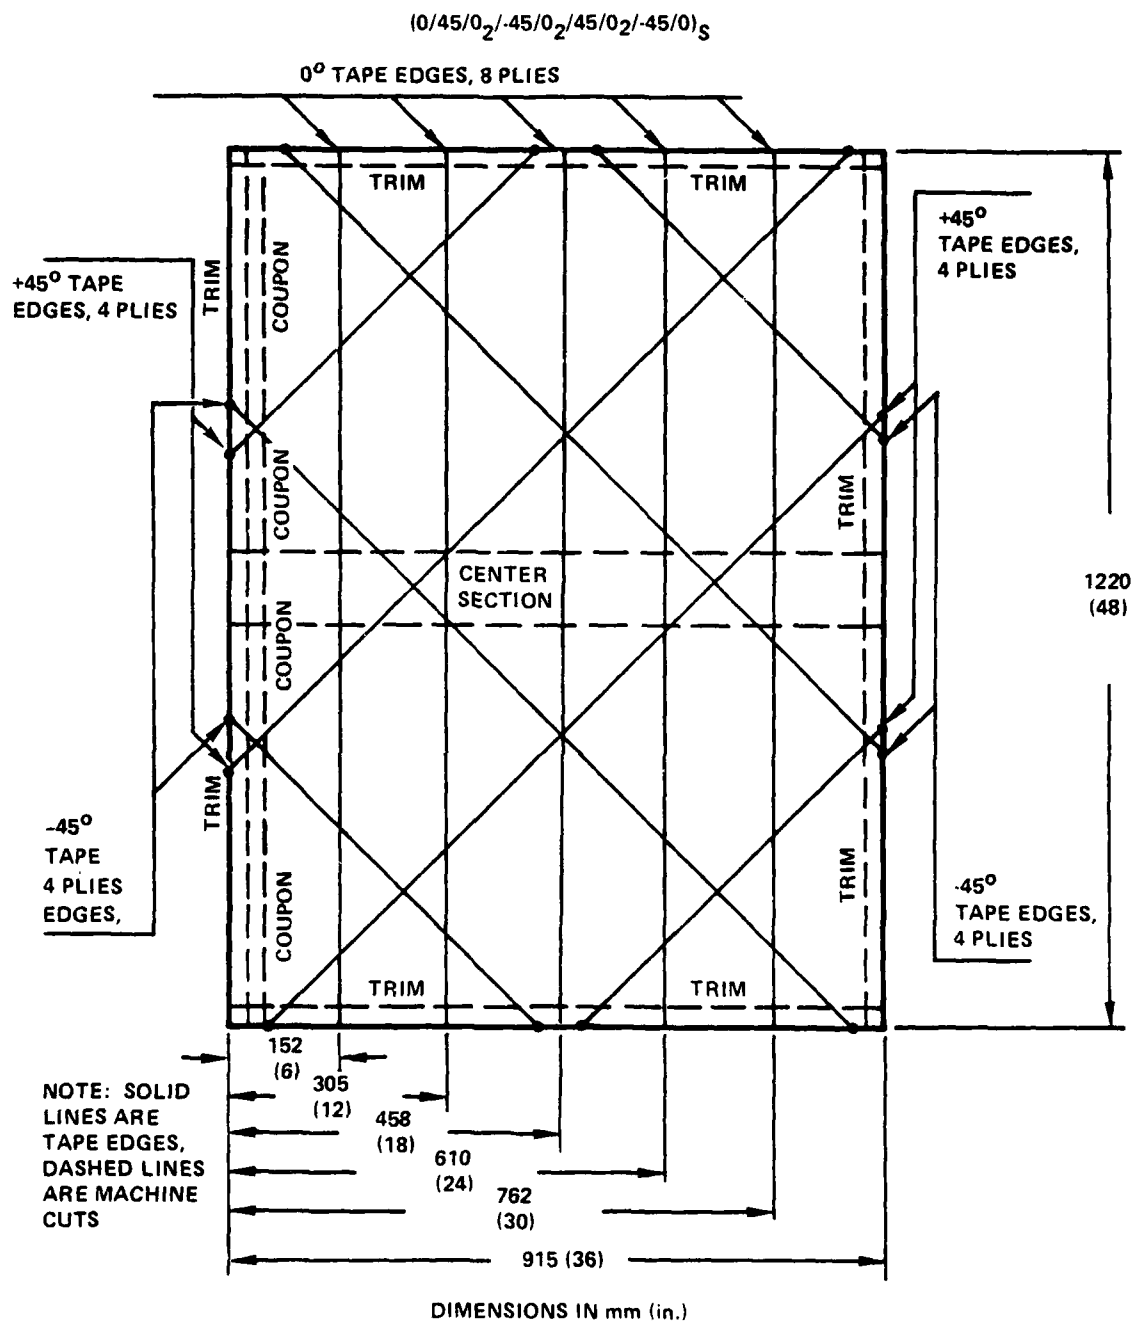 (0/45/0₂/-45/0₂/45/0₂/-45/0)S
0° TAPE EDGES, 8 PLIES
TRIM
TRIM
+45°
TAPE EDGES,
4 PLIES
+45° TAPE
EDGES, 4 PLIES
TRIM
COUPON
COUPON
TRIM
CENTER
SECTION
1220
(48)
COUPON
TRIM
-45°
TAPE
4 PLIES
EDGES,
COUPON
TRIM
-45°
TAPE EDGES,
4 PLIES
TRIM
TRIM
152
(6)
305
(12)
458
(18)
610
(24)
762
(30)
915 (36)
NOTE: SOLID
LINES ARE
TAPE EDGES,
DASHED LINES
ARE MACHINE
CUTS
DIMENSIONS IN mm (in.)